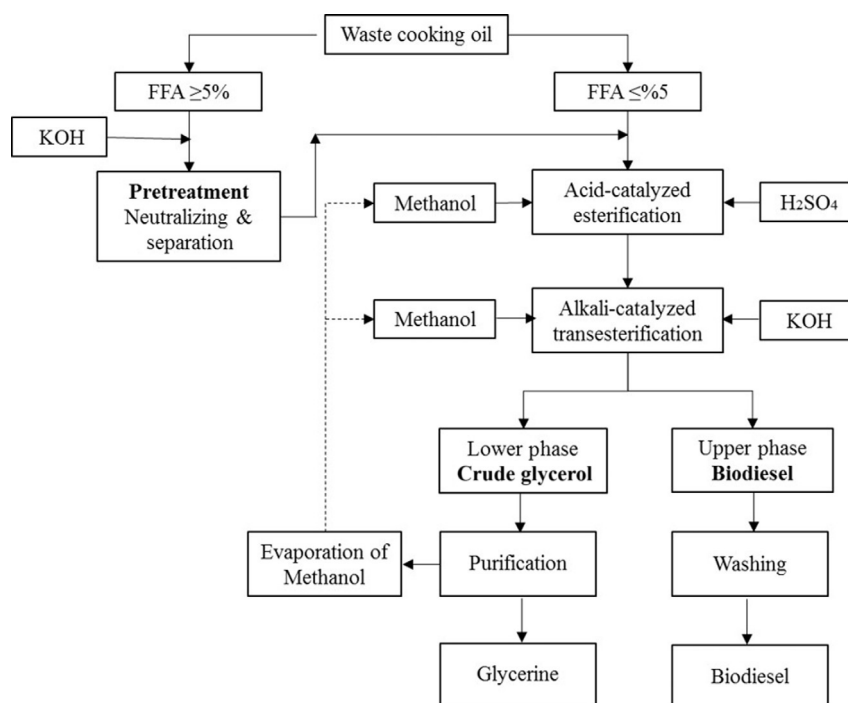 Waste cooking oil
FFA ≥5%
FFA ≤%5
KOH
Pretreatment
Neutralizing &
separation
Methanol
Acid-catalyzed
esterification
H₂SO₄
Methanol
Alkali-catalyzed
transesterification
KOH
Lower phase
Crude glycerol
Upper phase
Biodiesel
Evaporation of
Methanol
Purification
Washing
Glycerine
Biodiesel